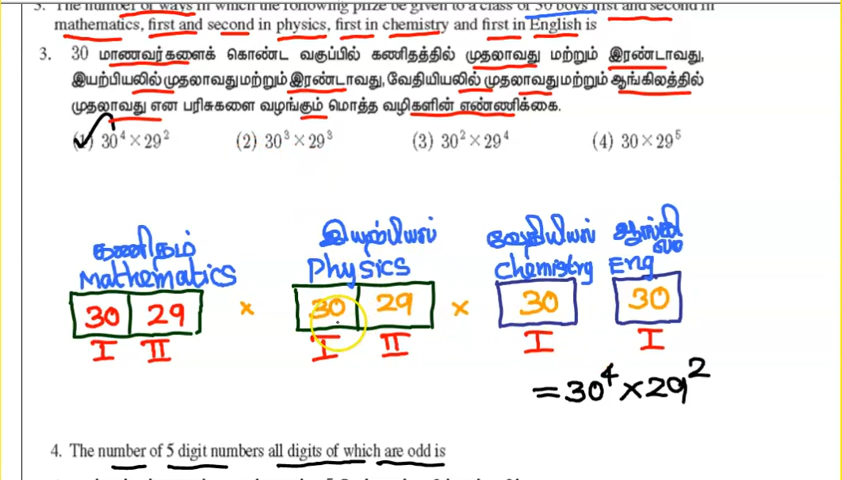 3. The number of ways in which the following prize be given to a class of 30 boys first and second in
mathematics, first and second in physics, first in chemistry and first in English is
3. 30 மாணவர்களைக் கொண்ட வகுப்பில் கணிதத்தில் முதலாவது மற்றும் இரண்டாவது,
இயற்பியலில் முதலாவது மற்றும் இரண்டாவது, வேதியியலில் முதலாவது மற்றும் ஆங்கிலத்தில்
முதலாவது என பரிசுகளை வழங்கும் மொத்த வழிகளின் எண்ணிக்கை.
(1) 30⁴ × 29² (2) 30³ × 29³ (3) 30² × 29⁴ (4) 30 × 29⁵
கணிதம் இயற்பியல் வேதியியல் ஆங்கிலம்
Mathematics Physics Chemistry Eng
30 29 × 30 29 × 30 30
I II I II I I
= 30⁴ × 29²
4. The number of 5 digit numbers all digits of which are odd is